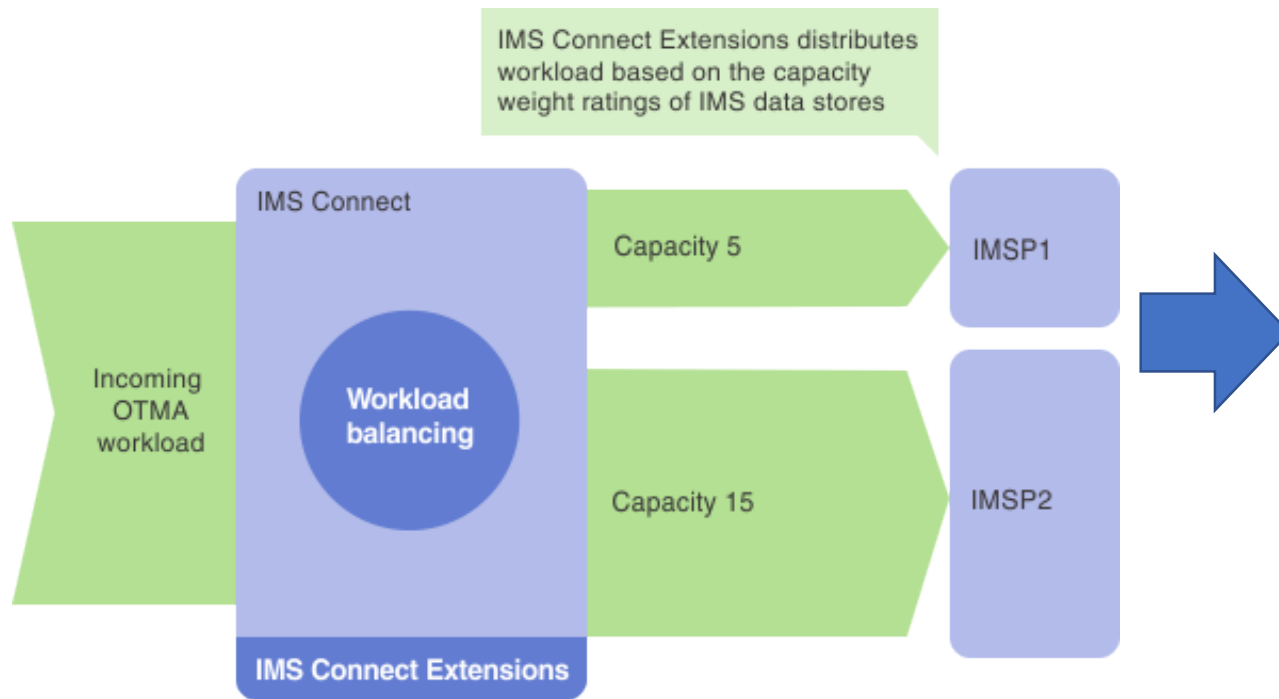 IMS Connect Extensions distributes
workload based on the capacity
weight ratings of IMS data stores
IMS Connect
Capacity 5
IMSP1
Incoming
OTMA
workload
Workload
balancing
Capacity 15
IMSP2
IMS Connect Extensions